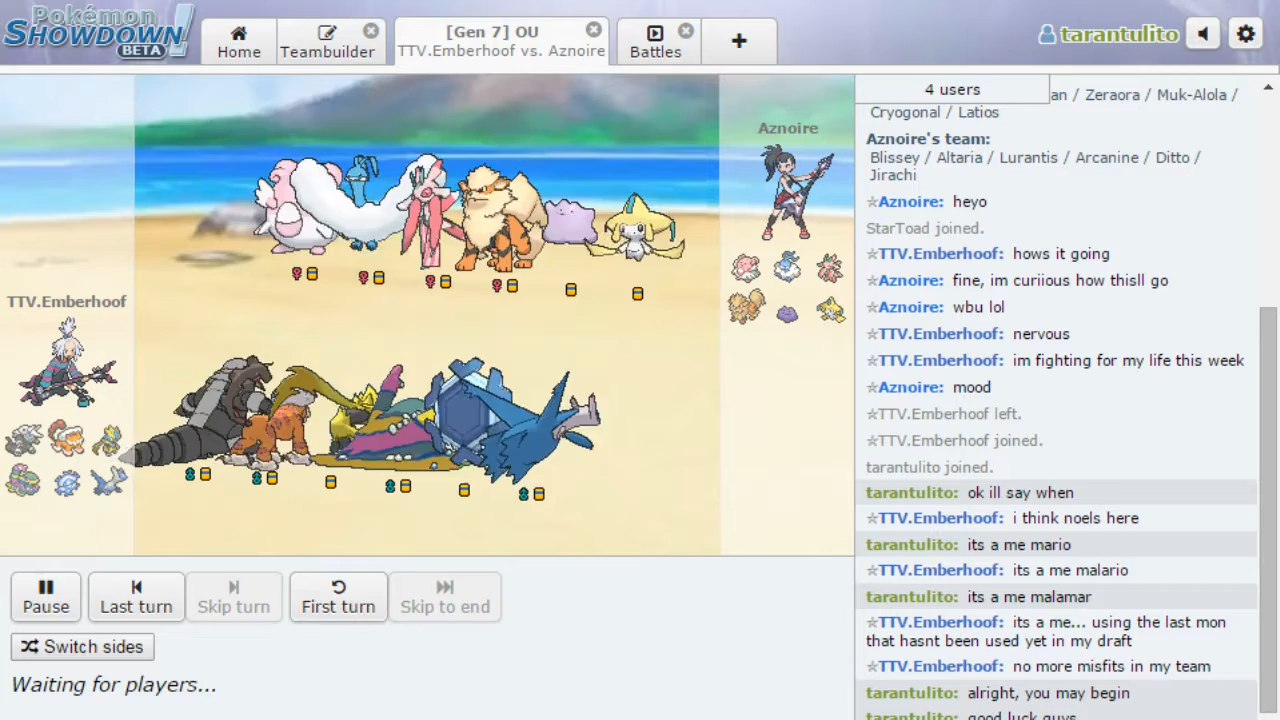 Pokémon
SHOWDOWN!
BETA
Home
Teambuilder
[Gen 7] OU
TTV.Emberhoof vs. Aznoire
Battles
+
tarantulito
TTV.Emberhoof
Aznoire
4 users
an / Zeraora / Muk-Alola /
Cryogonal / Latios
Aznoire's team:
Blissey / Altaria / Lurantis / Arcanine / Ditto /
Jirachi
☆Aznoire: heyo
StarToad joined.
☆TTV.Emberhoof: hows it going
☆Aznoire: fine, im curiious how thisll go
☆Aznoire: wbu lol
☆TTV.Emberhoof: nervous
☆TTV.Emberhoof: im fighting for my life this week
☆Aznoire: mood
☆TTV.Emberhoof left.
☆TTV.Emberhoof joined.
tarantulito joined.
tarantulito: ok ill say when
☆TTV.Emberhoof: i think noels here
tarantulito: its a me mario
☆TTV.Emberhoof: its a me malario
tarantulito: its a me malamar
☆TTV.Emberhoof: its a me... using the last mon
that hasnt been used yet in my draft
☆TTV.Emberhoof: no more misfits in my team
tarantulito: alright, you may begin
tarantulito: good luck guys
Pause
Last turn
Skip turn
First turn
Skip to end
Switch sides
Waiting for players...